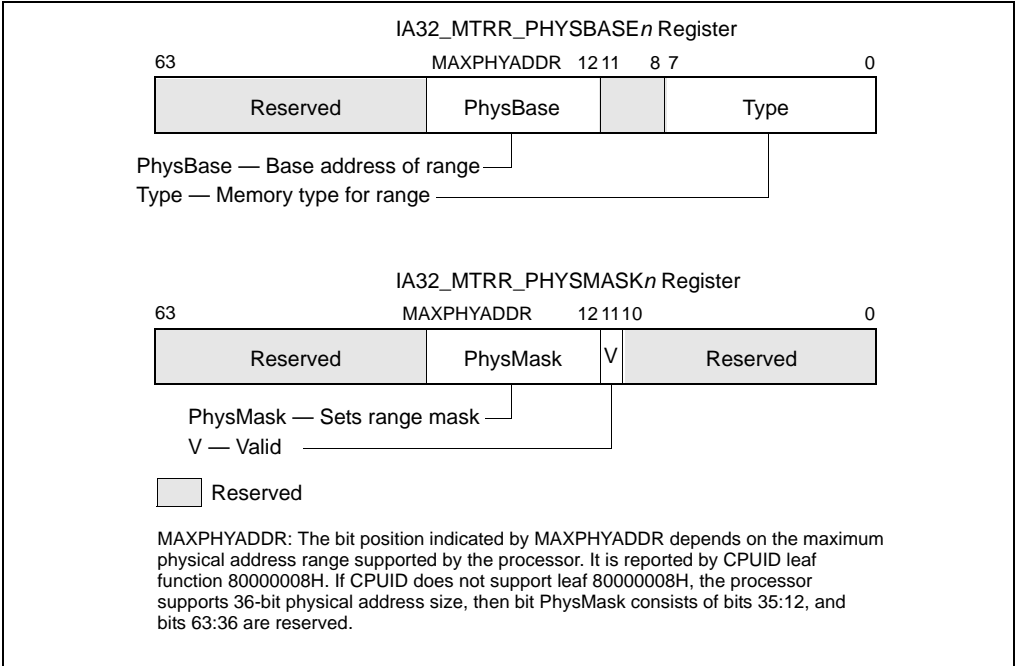 IA32_MTRR_PHYSBASEn Register
63 MAXPHYADDR 12 11 8 7 0
Reserved PhysBase Type
PhysBase — Base address of range
Type — Memory type for range
IA32_MTRR_PHYSMASKn Register
63 MAXPHYADDR 12 11 10 0
Reserved PhysMask V Reserved
PhysMask — Sets range mask
V — Valid
Reserved
MAXPHYADDR: The bit position indicated by MAXPHYADDR depends on the maximum
physical address range supported by the processor. It is reported by CPUID leaf
function 80000008H. If CPUID does not support leaf 80000008H, the processor
supports 36-bit physical address size, then bit PhysMask consists of bits 35:12, and
bits 63:36 are reserved.